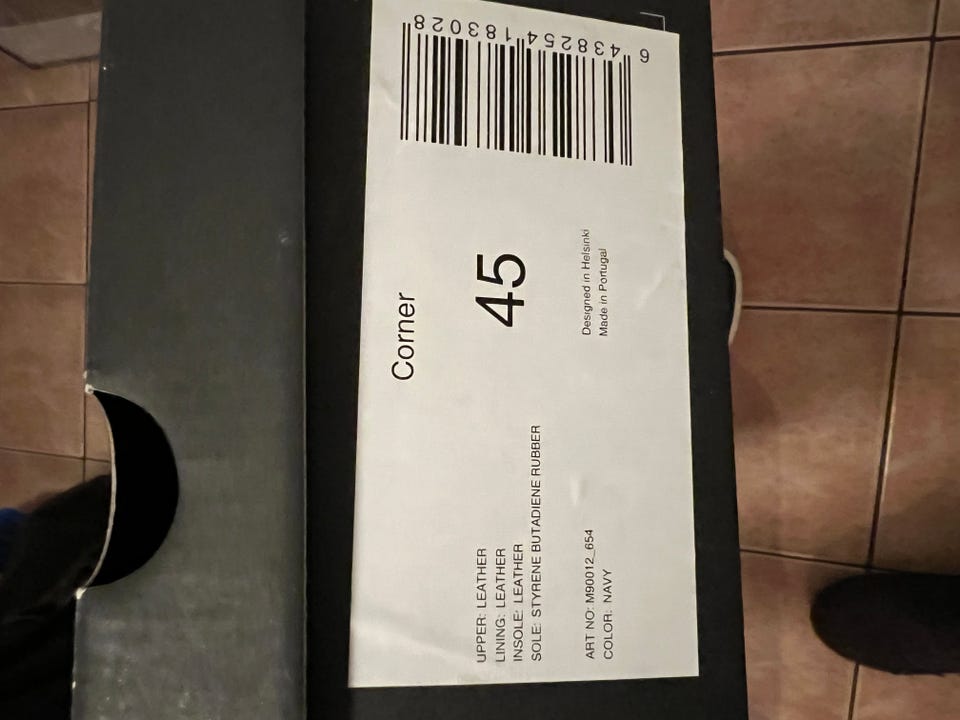 Corner
45
UPPER: LEATHER
LINING: LEATHER
INSOLE: LEATHER
SOLE: STYRENE BUTADIENE RUBBER
ART NO: M90012_654
COLOR: NAVY
Designed in Helsinki
Made in Portugal
6 438254 183028